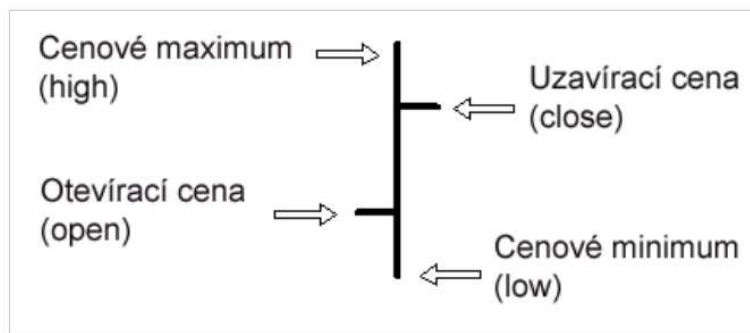 Cenové maximum
(high)
Uzavírací cena
(close)
Otevírací cena
(open)
Cenové minimum
(low)